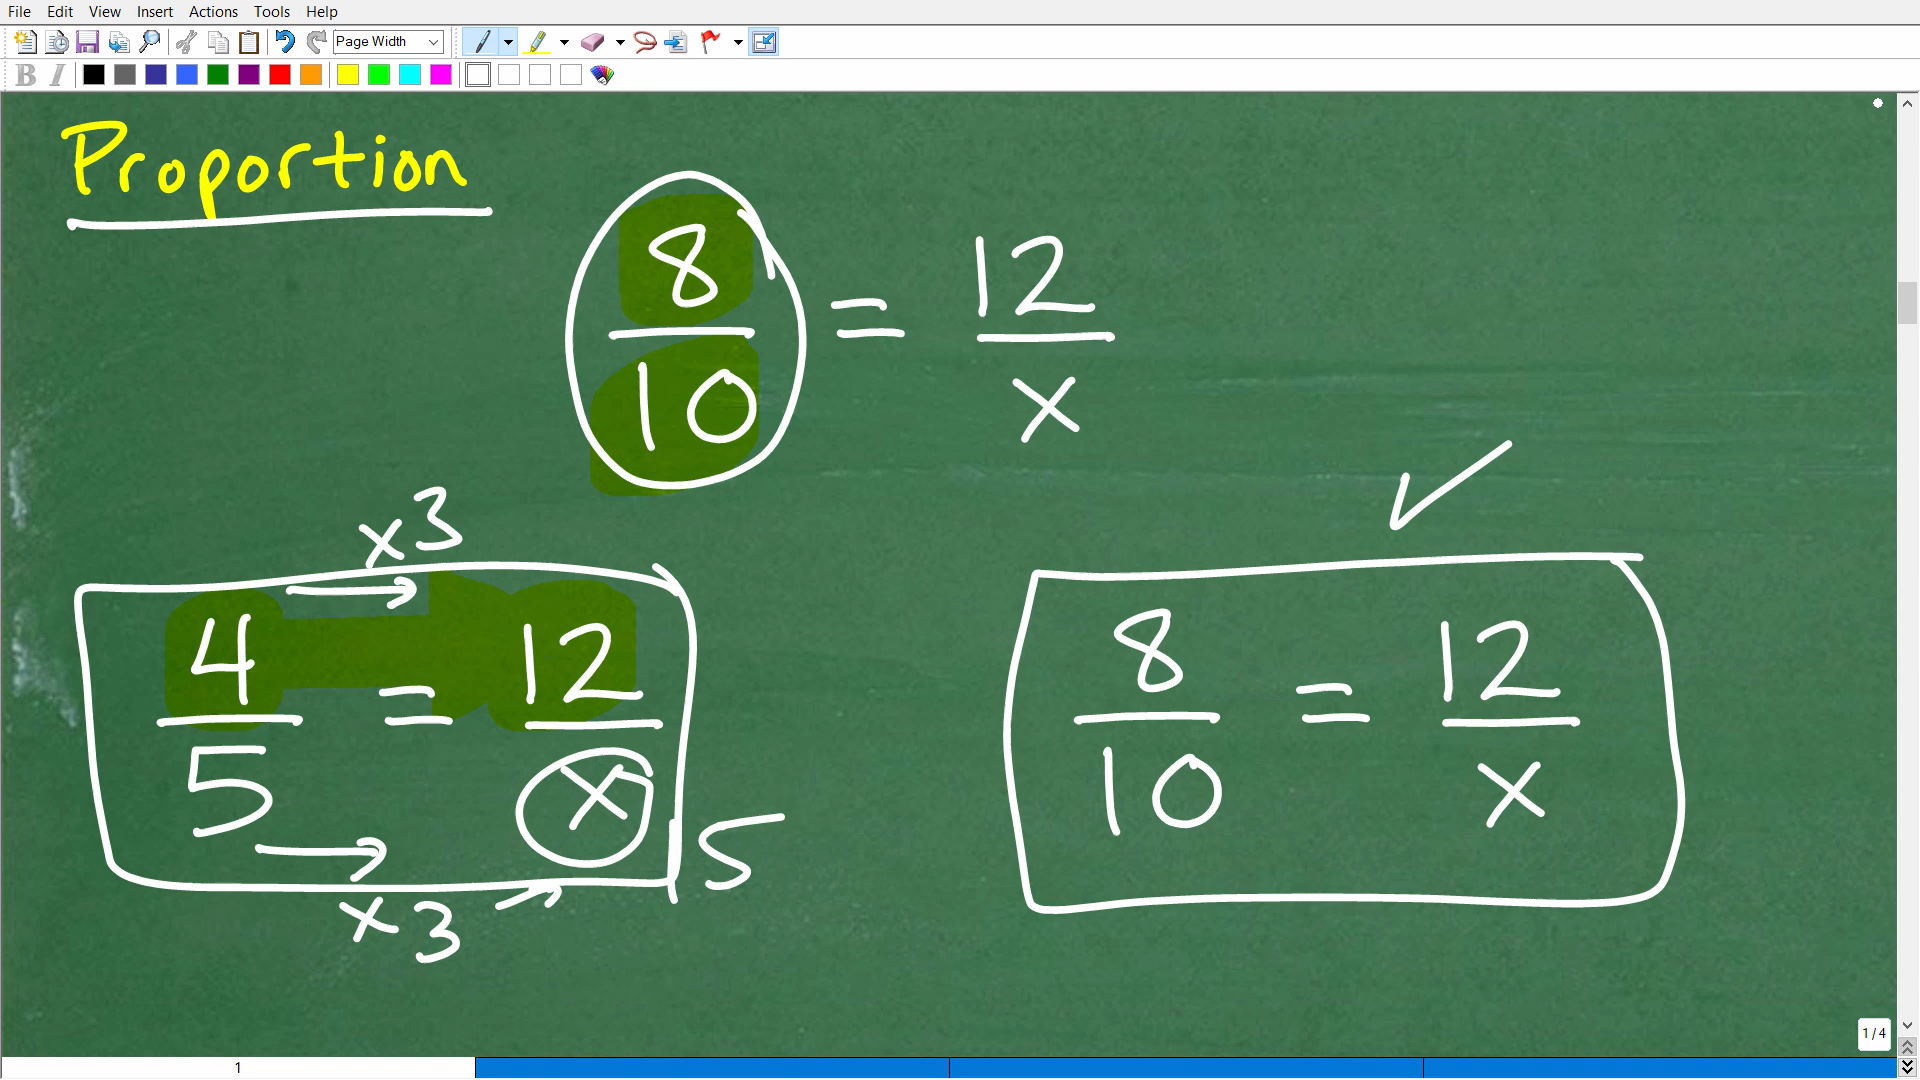 File Edit View Insert Actions Tools Help
Page Width
B I
Proportion
8/10 = 12/x
x3
4/5 = 12/x
15
x3
8/10 = 12/x
1 / 4
1